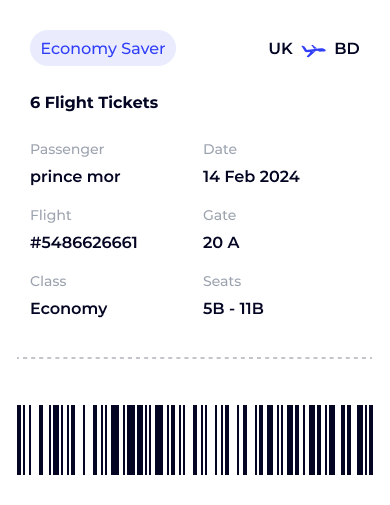 Economy Saver
UK BD
6 Flight Tickets
Passenger Date
prince mor 14 Feb 2024
Flight Gate
#5486626661 20 A
Class Seats
Economy 5B - 11B